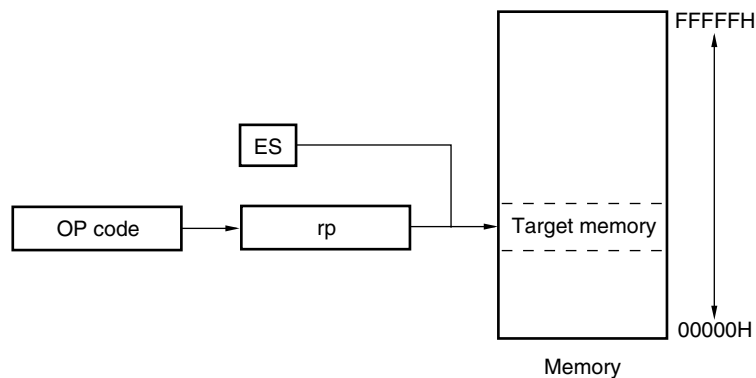 FFFFFH
ES
OP code
rp
Target memory
00000H
Memory